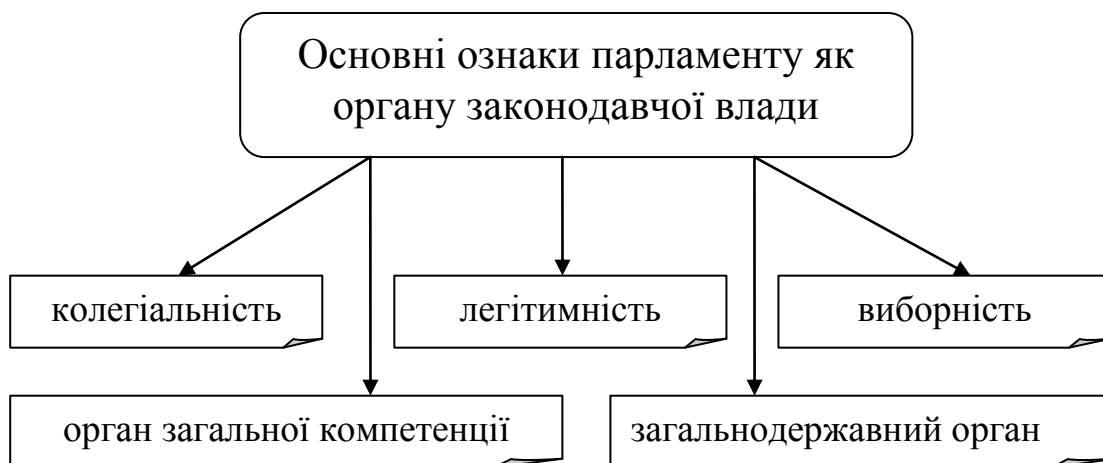 Основні ознаки парламенту як
органу законодавчої влади
колегіальність
легітимність
виборність
орган загальної компетенції
загальнодержавний орган